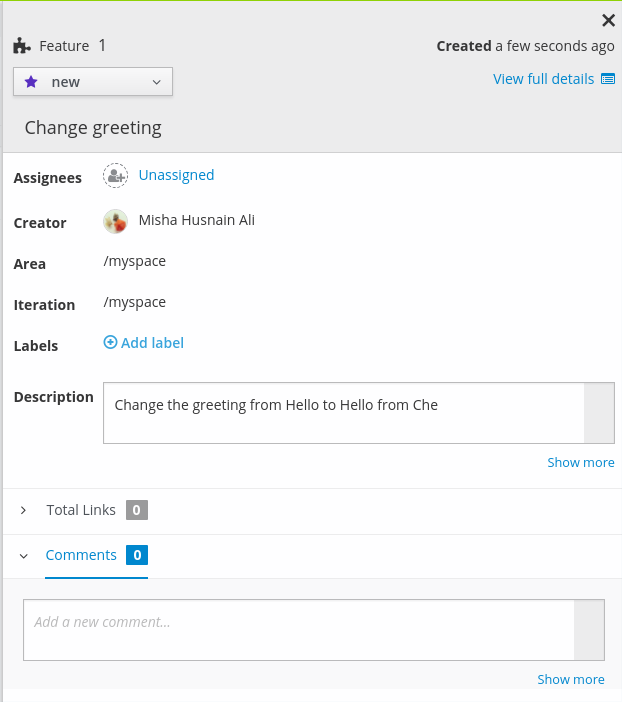 Feature 1
Created a few seconds ago
new
View full details
Change greeting
Assignees Unassigned
Creator Misha Husnain Ali
Area /myspace
Iteration /myspace
Labels Add label
Description Change the greeting from Hello to Hello from Che
Show more
Total Links 0
Comments 0
Add a new comment...
Show more